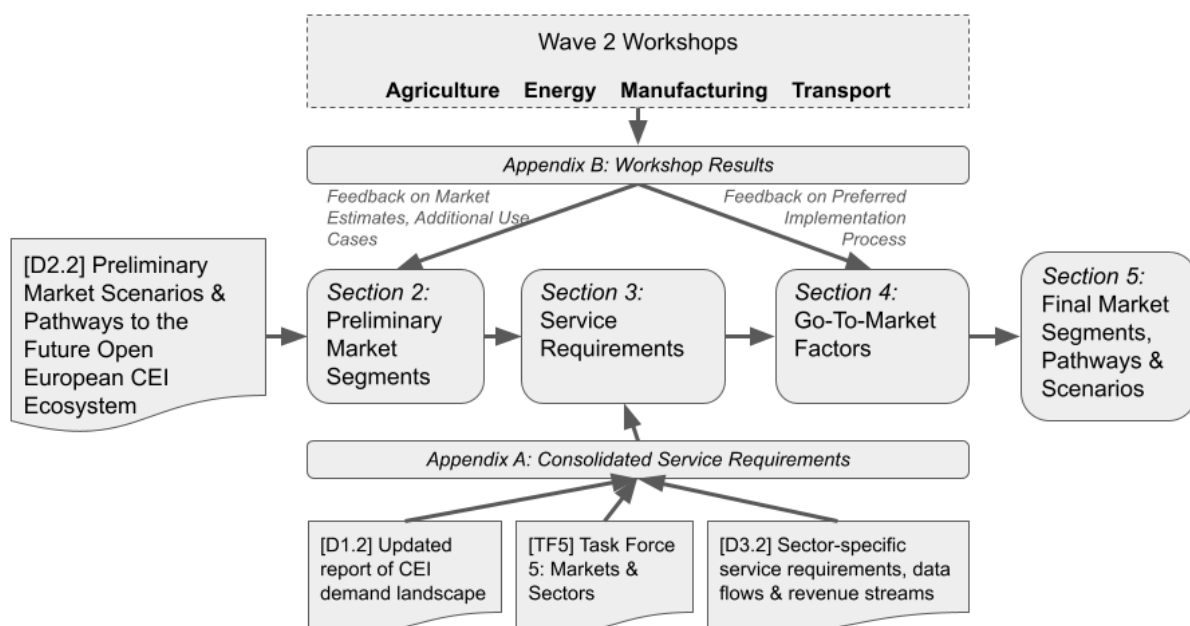 Wave 2 Workshops
Agriculture Energy Manufacturing Transport
Appendix B: Workshop Results
Feedback on Market
Estimates, Additional Use
Cases
Feedback on Preferred
Implementation
Process
[D2.2] Preliminary
Market Scenarios &
Pathways to the
Future Open
European CEI
Ecosystem
Section 2:
Preliminary
Market
Segments
Section 3:
Service
Requirements
Section 4:
Go-To-Market
Factors
Section 5:
Final Market
Segments,
Pathways &
Scenarios
Appendix A: Consolidated Service Requirements
[D1.2] Updated
report of CEI
demand landscape
[TF5] Task Force
5: Markets &
Sectors
[D3.2] Sector-specific
service requirements, data
flows & revenue streams